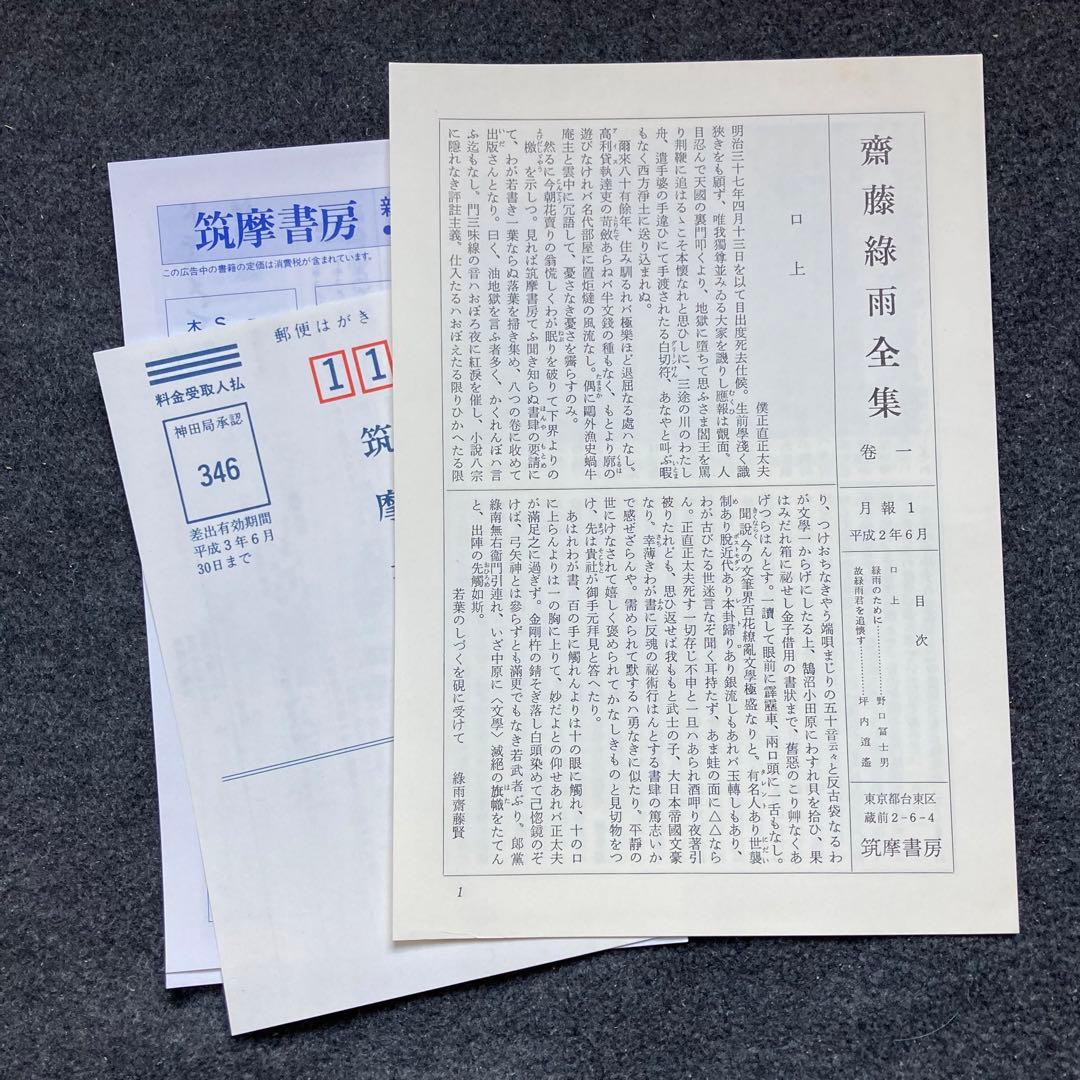 齋藤綠雨全集
卷一
月報1
平成2年6月
目次
口上
緑雨のために……野口冨士男
故緑雨君を追懷す……坪内逍遙
東京都台東区
蔵前2-6-4
筑摩書房
口上
僕正直正太夫
明治三十七年四月十三日を以て目出度死去仕候。生前學淺く識
狹きをも顧ず、唯我獨尊並みゐる大家を譏りし應報は覿面。人
目忍んで天國の裏門叩くより、地獄に堕ちて思ふさま閻王を罵
り荆鞭に追はるゝこそ本懐なれと思ひしに、三途の川のわたし
舟、遣手婆の手違ひにて手渡されたる白切符、あなやと叫ぶ暇
もなく西方淨土に送り込まれぬ。
爾來八十有餘年、住み馴るれバ極樂ほど退屈なる處ハなし。
高利貸執達吏の苛斂あらねバ半文錢の種もなく、もとより廓の
遊びなければ名代部屋に置炬燵の風流なし。偶に鷗外漁史蝸牛
庵主と雲中に冗語して、憂さなき憂さを霽らすのみ。
然るに今朝花賣りの翁慌しくわが眠りを破りて下界よりの
檄を示しつ。見れば筑摩書房てふ聞き知らぬ書肆の要請に
て、わが若書き一葉ならぬ落葉を掃き集め、八つの卷に收めて
出版さんとなり。曰く、油地獄を言ふ者多く、かくれんぼハ言
ふ迄もなし。門三味線の音ハおぼろ夜に紅涙を催し、小說八宗
に隠れなき評註主義、仕入たるハおぼえたる限りひかへたる限
り、つけおちなきやう端唄まじりの五十音云々と反古袋なるわ
が文學一からげにしたる上、鵠沼小田原にわすれ貝を拾ひ、果
はみだれ箱に祕せし金子借用の書狀まで、舊惡のこり艸なくあ
げつらはんとす。一讀して眼前に霹靂車、兩口頭に一舌もなし。
聞說今の文筆界百花繚亂文學極盛なりと。有名人あり世襲
制あり脫近代あり本卦歸りあり銀流しもあれバ玉轉しもあり、
わが古びたる世迷言なぞ聞く耳持たず、あま蛙の面に△△なら
ん。正直正太夫死す一切存じ不申と一旦ハあられ酒呷り夜著引
被りたれども、思ひ返せば我ももと武士の子、大日本帝國文豪
なり、幸薄きわが書に反魂の祕術行はんとする書肆の篤志いか
で感ぜざらんや。需められて默するハ勇なきに似たり。平靜の
世にけなされて嬉しく褒められてかなしきものと見切物をつ
け、先は貴社が御手元拜見と答へたり。
あはれわが書、百の手に觸れんよりは十の眼に觸れ、十の口
に上らんよりは一の胸に上りて、妙だよとの仰せあれバ正太夫
が滿足之に過ぎず。金剛杵の錆そぎ落し白頭染めて己惚鏡のぞ
けば、弓矢神とは參らずとも滿更でもなき若武者ぶり。郎黨
綠南無右衞門引連れ、いざ中原に〈文學〉滅絕の旗幟をたてん
と、出陣の先觸如斯。
若葉のしづくを硯に受けて
綠雨齋藤賢
1
筑摩書房
この広告中の書籍の定価は消費税が含まれています。
郵便はがき
料金受取人払
神田局承認
346
差出有効期間
平成3年6月
30日まで
11
筑
摩